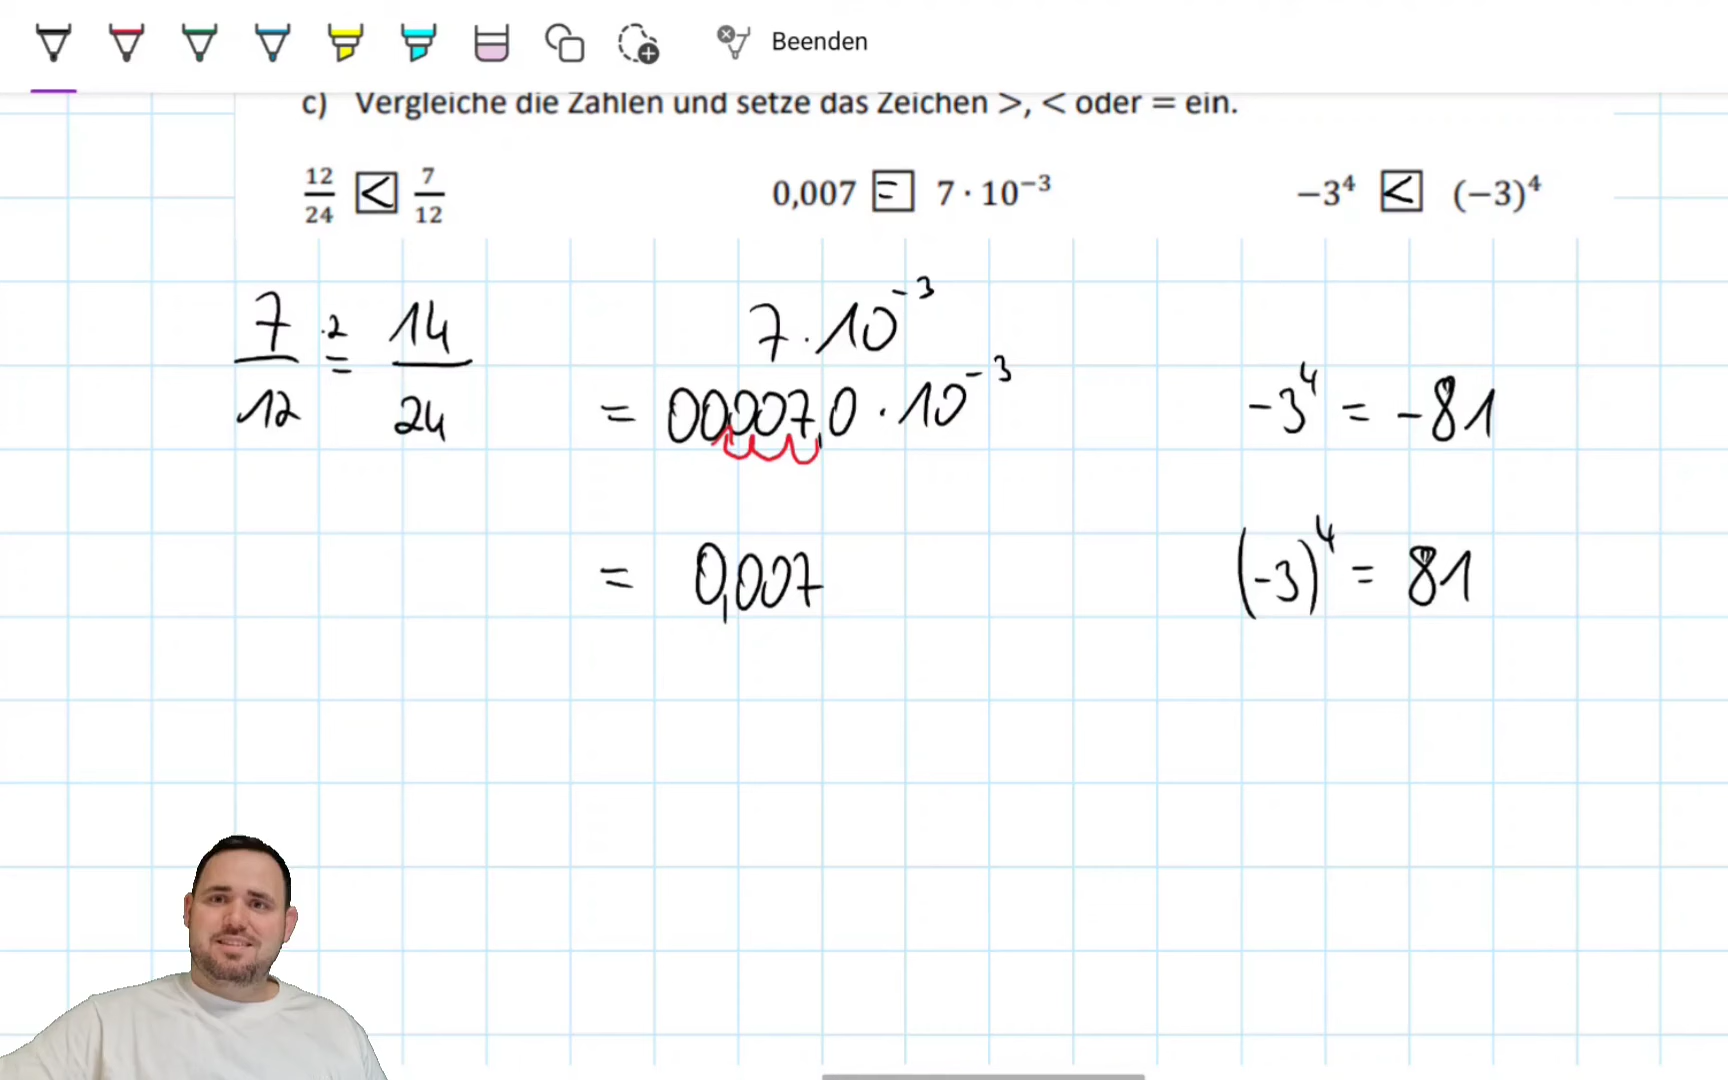 Beenden
c) Vergleiche die Zahlen und setze das Zeichen >, < oder = ein.
12/24 < 7/12
0,007 = 7 · 10⁻³
−3⁴ < (−3)⁴
7/12 ·2= 14/24
7 · 10⁻³
= 00007,0 · 10⁻³
= 0,007
-3⁴ = -81
(-3)⁴ = 81